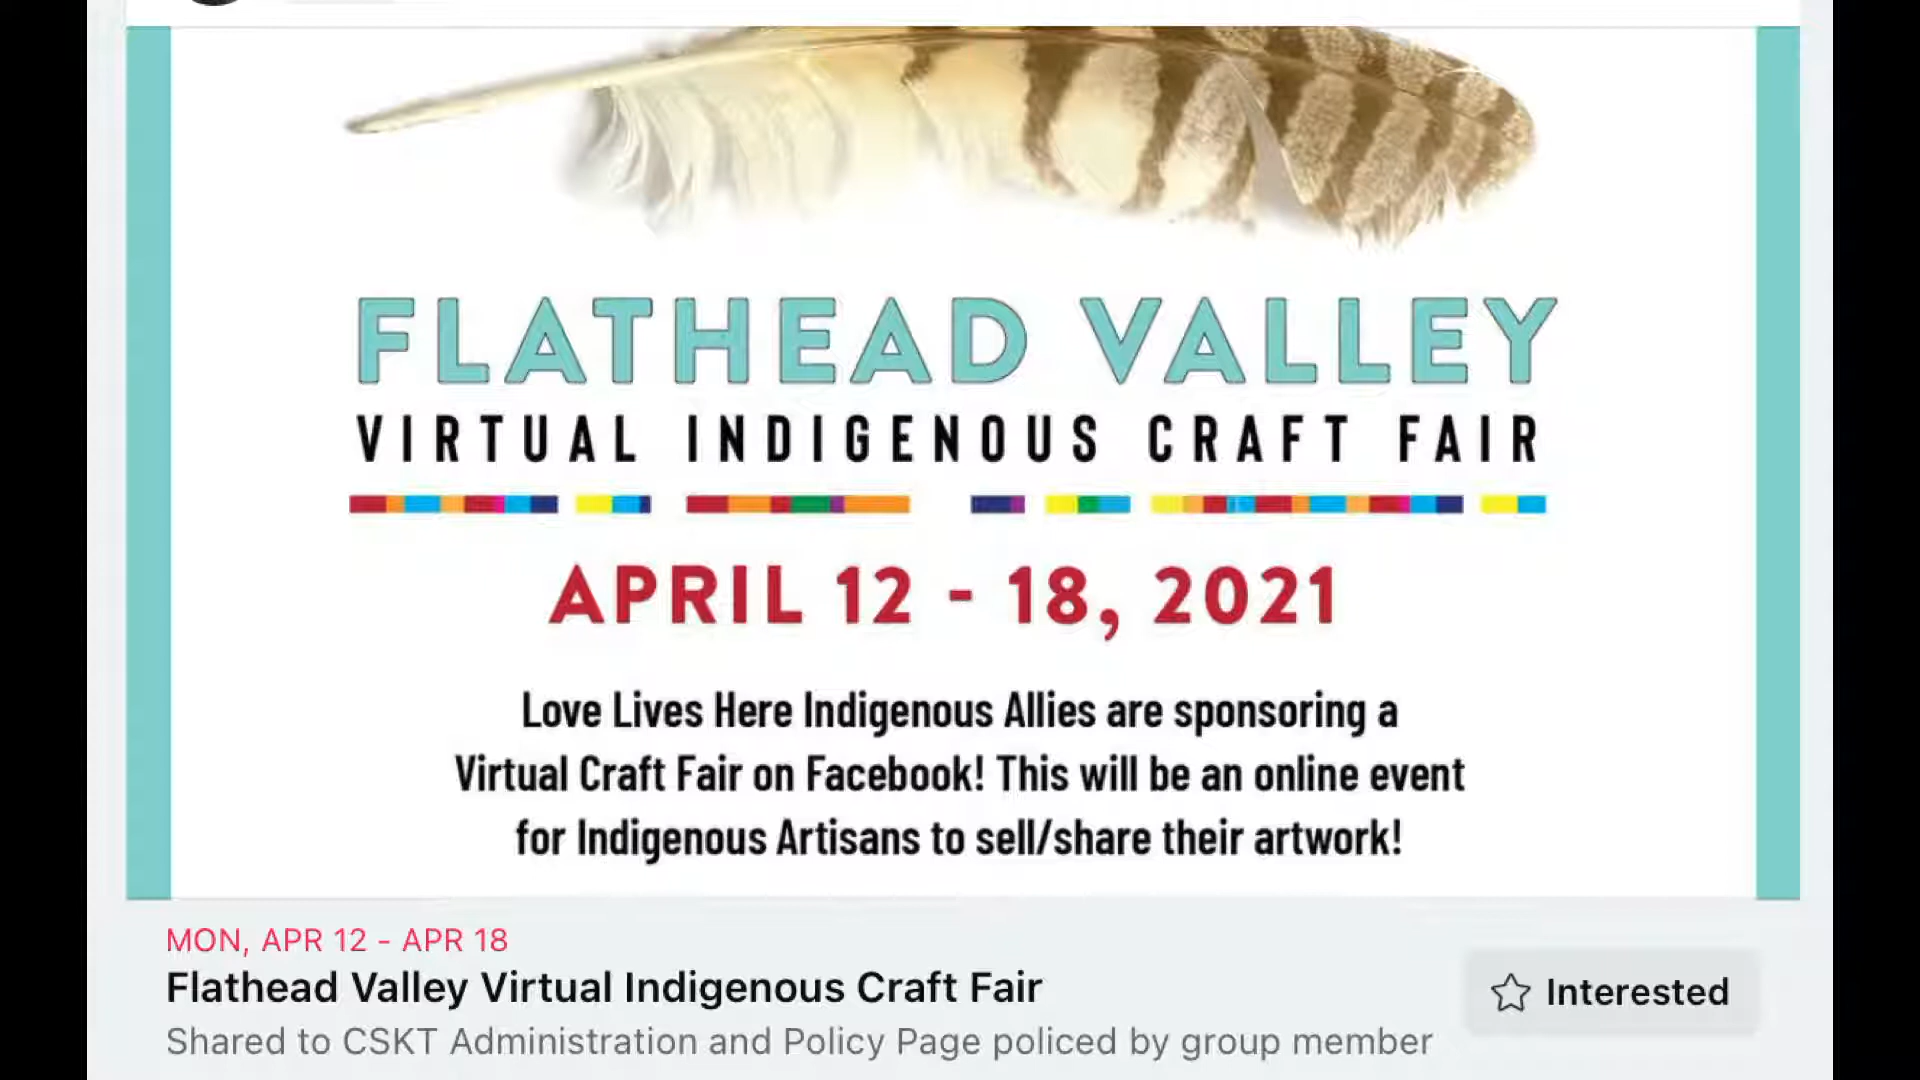 FLATHEAD VALLEY
VIRTUAL INDIGENOUS CRAFT FAIR
APRIL 12 - 18, 2021
Love Lives Here Indigenous Allies are sponsoring a
Virtual Craft Fair on Facebook! This will be an online event
for Indigenous Artisans to sell/share their artwork!
MON, APR 12 - APR 18
Flathead Valley Virtual Indigenous Craft Fair
Interested
Shared to CSKT Administration and Policy Page policed by group member